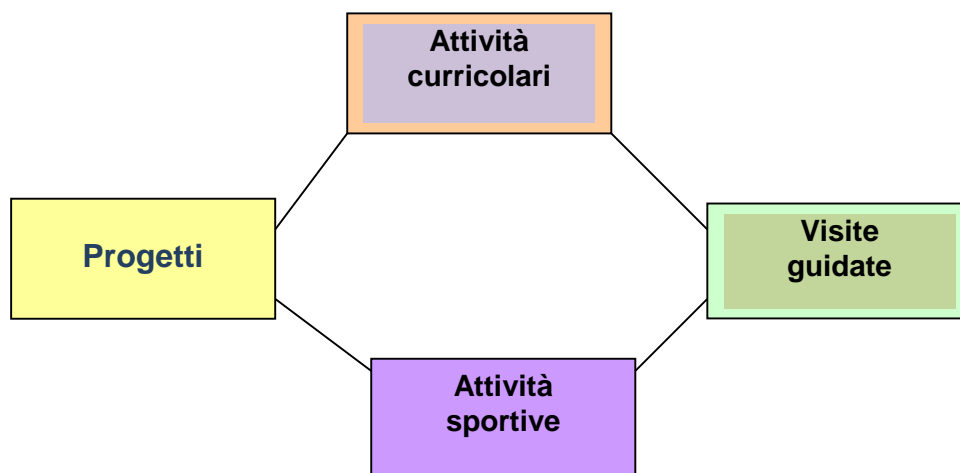 Attività
curricolari
Progetti
Visite
guidate
Attività
sportive